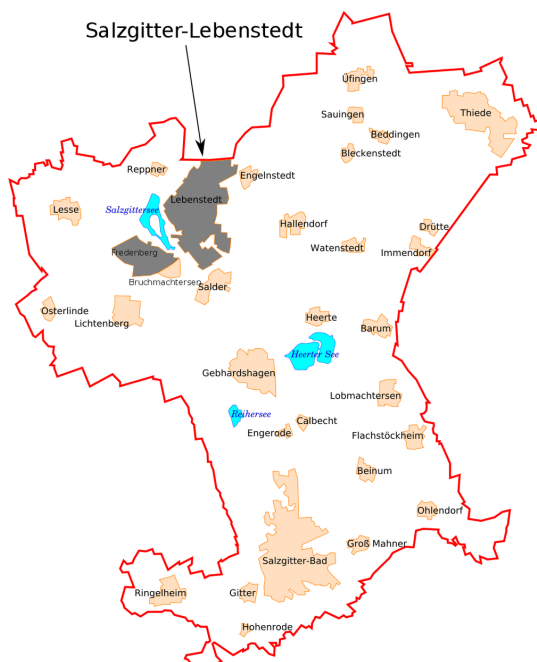 Salzgitter-Lebenstedt
Üfingen
Thiede
Sauingen
Beddingen
Bleckenstedt
Reppner
Engelnstedt
Lebenstedt
Lesse
Salzgittersee
Hallendorf
Drütte
Watenstedt
Immendorf
Fredenberg
Bruchmachtersen
Salder
Osterlinde
Lichtenberg
Heerte
Barum
Heerter See
Gebhardshagen
Lobmachtersen
Reihersee
Calbecht
Engerode
Flachstöckheim
Beinum
Ohlendorf
Groß Mahner
Salzgitter-Bad
Ringelheim
Gitter
Hohenrode